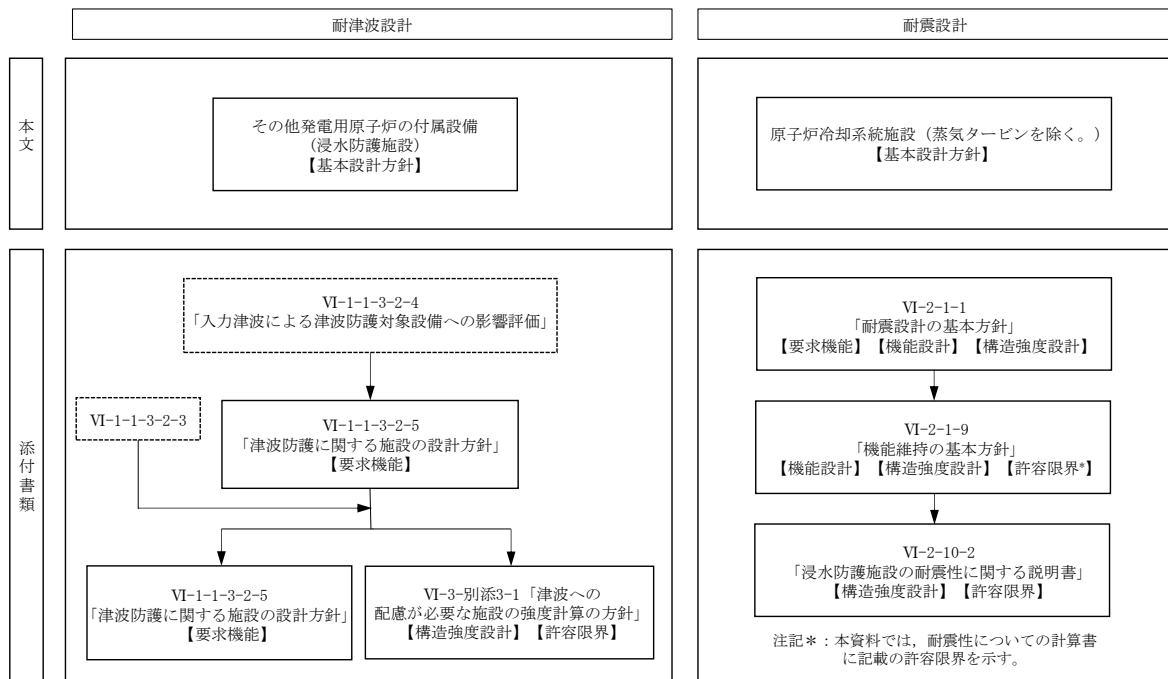 耐津波設計
耐震設計
本文
その他発電用原子炉の付属設備
(浸水防護施設)
【基本設計方針】
原子炉冷却系統施設（蒸気タービンを除く。）
【基本設計方針】
添付書類
Ⅵ-1-1-3-2-4
「入力津波による津波防護対象設備への影響評価」
Ⅵ-1-1-3-2-3
Ⅵ-1-1-3-2-5
「津波防護に関する施設の設計方針」
【要求機能】
Ⅵ-1-1-3-2-5
「津波防護に関する施設の設計方針」
【要求機能】
Ⅵ-3-別添3-1「津波への
配慮が必要な施設の強度計算の方針」
【構造強度設計】【許容限界】
Ⅵ-2-1-1
「耐震設計の基本方針」
【要求機能】【機能設計】【構造強度設計】
Ⅵ-2-1-9
「機能維持の基本方針」
【機能設計】【構造強度設計】【許容限界*】
Ⅵ-2-10-2
「浸水防護施設の耐震性に関する説明書」
【構造強度設計】【許容限界】
注記＊：本資料では，耐震性についての計算書
に記載の許容限界を示す。